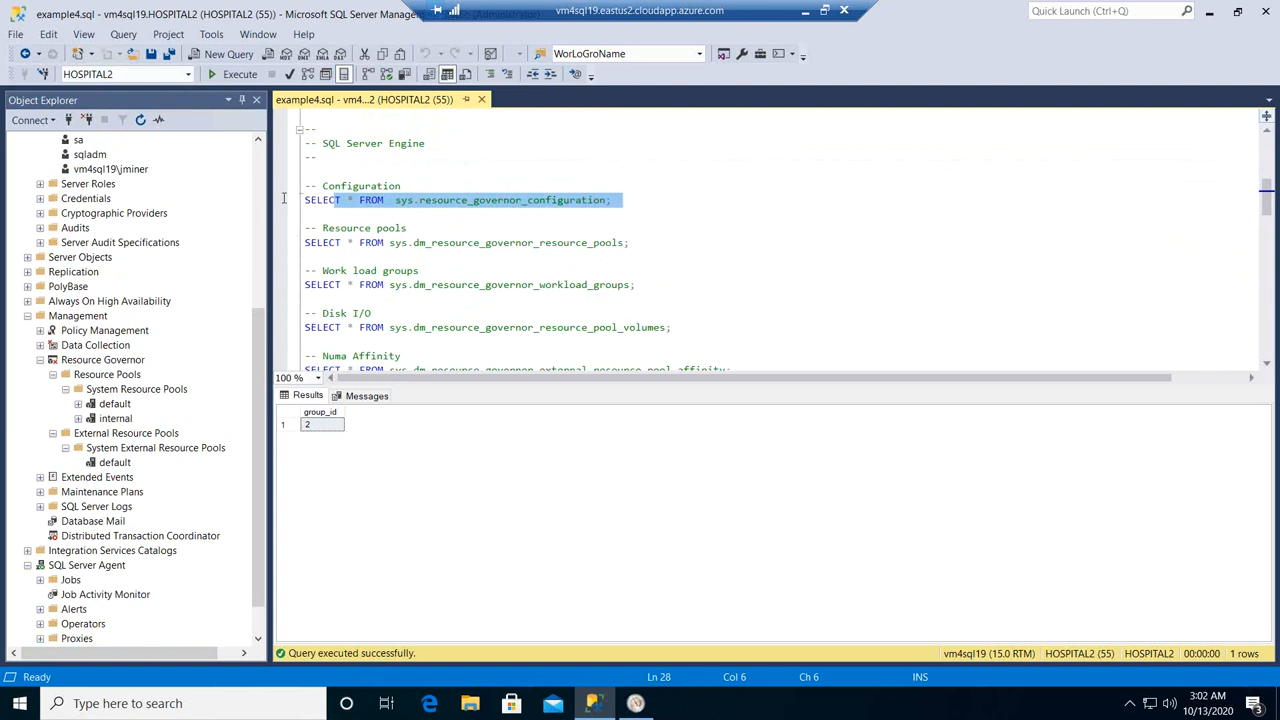 example4.sql - vm4sql19.HOSPITAL2 (HOSPITAL2 (55)) - Microsoft SQL Server Manag
vm4sql19.eastus2.cloudapp.azure.com
Quick Launch (Ctrl+Q)
File Edit View Query Project Tools Window Help
New Query
WorLoGroName
HOSPITAL2
Execute
Object Explorer
example4.sql - vm4...2 (HOSPITAL2 (55))
Connect
sa
sqladm
vm4sql19\jminer
Server Roles
Credentials
Cryptographic Providers
Audits
Server Audit Specifications
Server Objects
Replication
PolyBase
Always On High Availability
Management
Policy Management
Data Collection
Resource Governor
Resource Pools
System Resource Pools
default
internal
External Resource Pools
System External Resource Pools
default
Extended Events
Maintenance Plans
SQL Server Logs
Database Mail
Distributed Transaction Coordinator
Integration Services Catalogs
SQL Server Agent
Jobs
Job Activity Monitor
Alerts
Operators
Proxies
--
-- SQL Server Engine
--
-- Configuration
SELECT * FROM  sys.resource_governor_configuration;
-- Resource pools
SELECT * FROM sys.dm_resource_governor_resource_pools;
-- Work load groups
SELECT * FROM sys.dm_resource_governor_workload_groups;
-- Disk I/O
SELECT * FROM sys.dm_resource_governor_resource_pool_volumes;
-- Numa Affinity
SELECT * FROM sys.dm_resource_governor_external_resource_pool_affinity;
100 %
Results Messages
group_id
1 2
Query executed successfully.
vm4sql19 (15.0 RTM) HOSPITAL2 (55) HOSPITAL2 00:00:00 1 rows
Ready
Ln 28 Col 6 Ch 6 INS
Type here to search
3:02 AM
10/13/2020
3